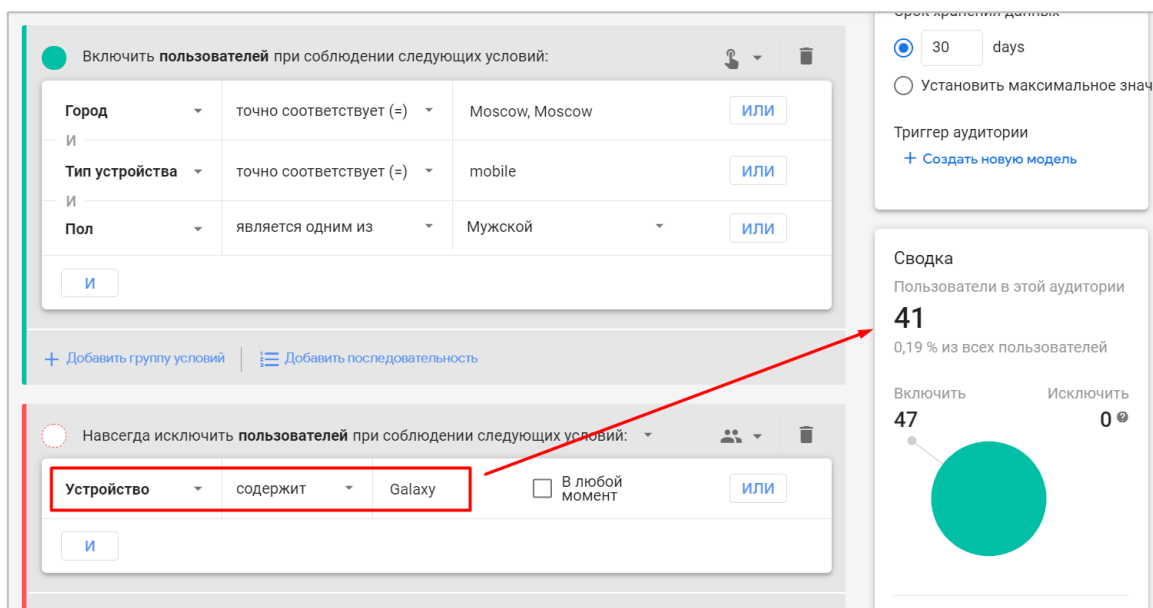 Включить пользователей при соблюдении следующих условий:
Город точно соответствует (=) Moscow, Moscow ИЛИ
И
Тип устройства точно соответствует (=) mobile ИЛИ
И
Пол является одним из Мужской ИЛИ
И
+ Добавить группу условий Добавить последовательность
Навсегда исключить пользователей при соблюдении следующих условий:
Устройство содержит Galaxy В любой момент ИЛИ
И
Срок хранения данных
30 days
Установить максимальное знач
Триггер аудитории
+ Создать новую модель
Сводка
Пользователи в этой аудитории
41
0,19 % из всех пользователей
Включить Исключить
47 0 ?